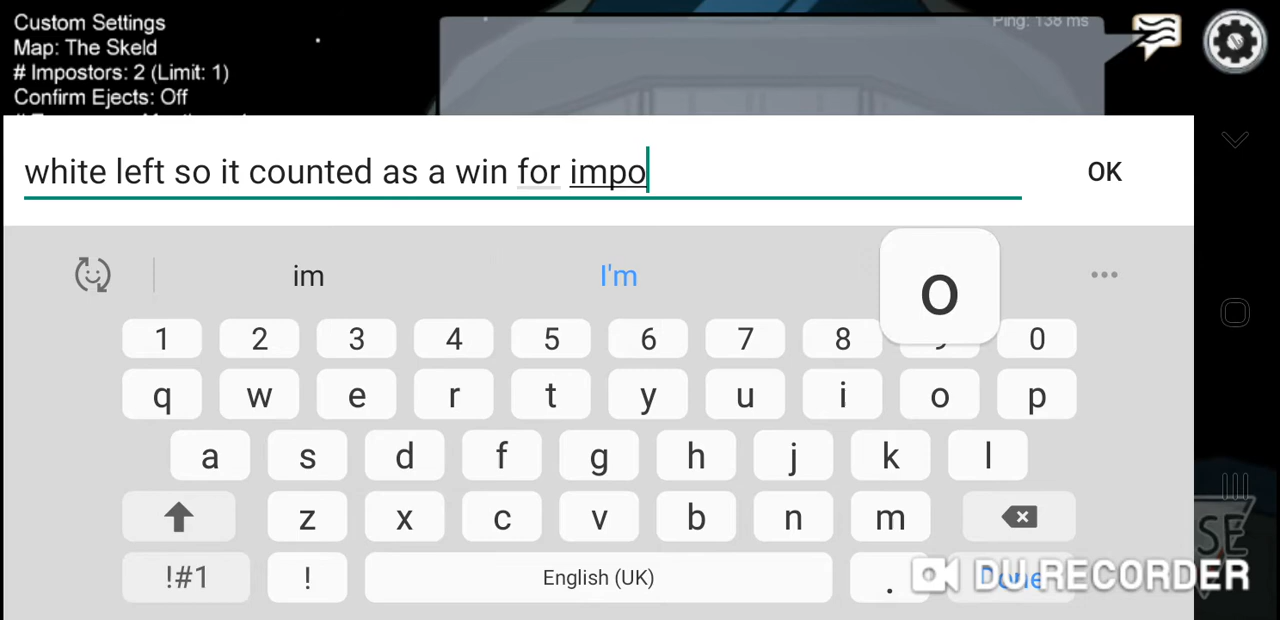 Custom Settings
Ping: 138 ms
Map: The Skeld
# Impostors: 2 (Limit: 1)
Confirm Ejects: Off
white left so it counted as a win for impo
OK
im I'm o
1 2 3 4 5 6 7 8 9 0
q w e r t y u i o p
a s d f g h j k l
z x c v b n m
!#1 ! English (UK) . Done
DU RECORDER